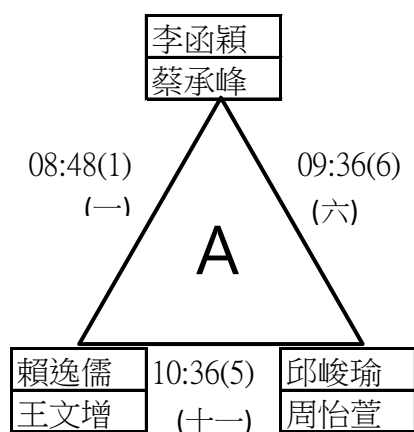 李函穎
蔡承峰
08:48(1)
(一)
09:36(6)
(六)
A
賴逸儒
王文增
10:36(5)
(十一)
邱峻瑜
周怡萱